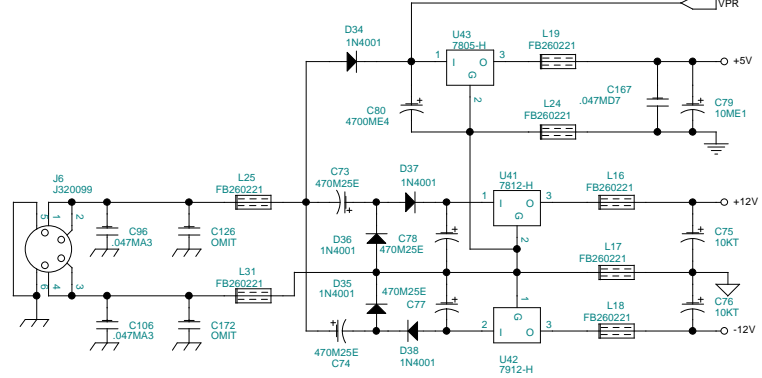 VPR
D34
1N4001
U43
7805-H
1
I
O
3
G
2
L19
FB260221
+5V
C80
4700ME4
L24
FB260221
C167
.047MD7
C79
10ME1
J6
J320099
L25
FB260221
C73
470M25E
D37
1N4001
U41
7812-H
1
I
O
3
G
2
L16
FB260221
+12V
5
1
2
C96
.047MA3
C126
OMIT
D36
1N4001
C78
470M25E
C75
10KT
L31
FB260221
L17
FB260221
6
4
3
D35
1N4001
470M25E
C77
C76
10KT
C106
.047MA3
C172
OMIT
470M25E
C74
D38
1N4001
1
G
2
I
O
3
U42
7912-H
L18
FB260221
-12V